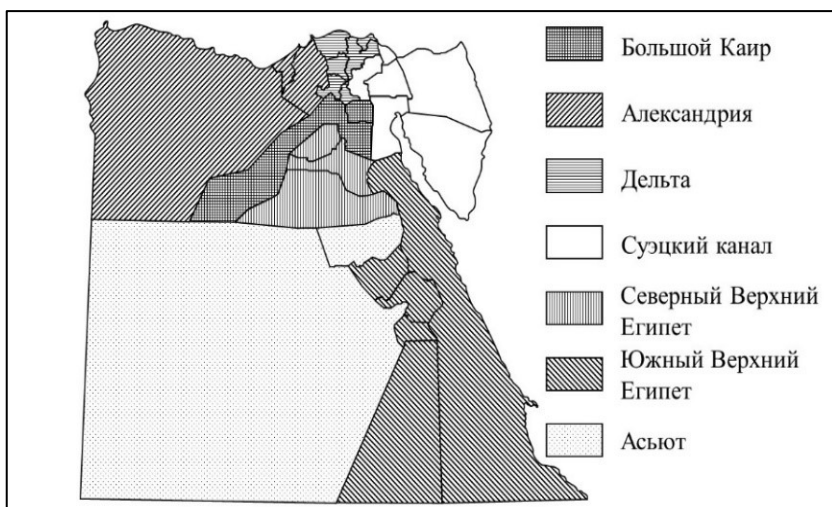 Большой Каир
Александрия
Дельта
Суэцкий канал
Северный Верхний
Египет
Южный Верхний
Египет
Асьют